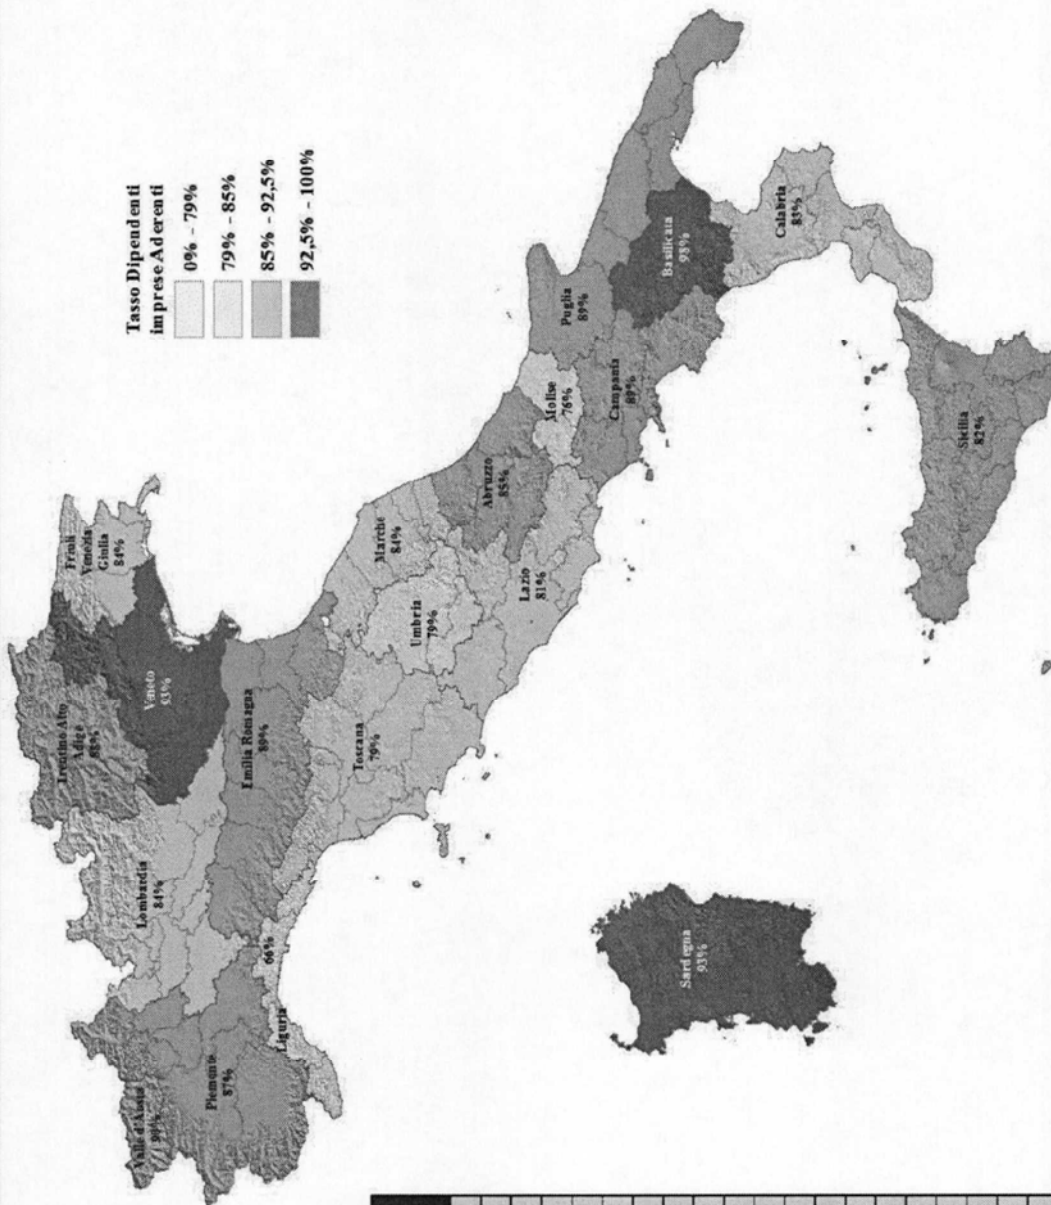 Tasso Dipendenti
imprese Aderenti
0% - 79%
79% - 85%
85% - 92,5%
92,5% - 100%
Valle d'Aosta
90%
Piemonte
87%
Liguria
66%
Lombardia
84%
Trentino Alto
Adige
88%
Veneto
93%
Friuli
Venezia
Giulia
84%
Emilia Romagna
89%
Toscana
79%
Umbria
79%
Marche
84%
Lazio
81%
Abruzzo
85%
Molise
76%
Campania
89%
Puglia
89%
Basilicata
98%
Calabria
83%
Sicilia
82%
Sardegna
93%